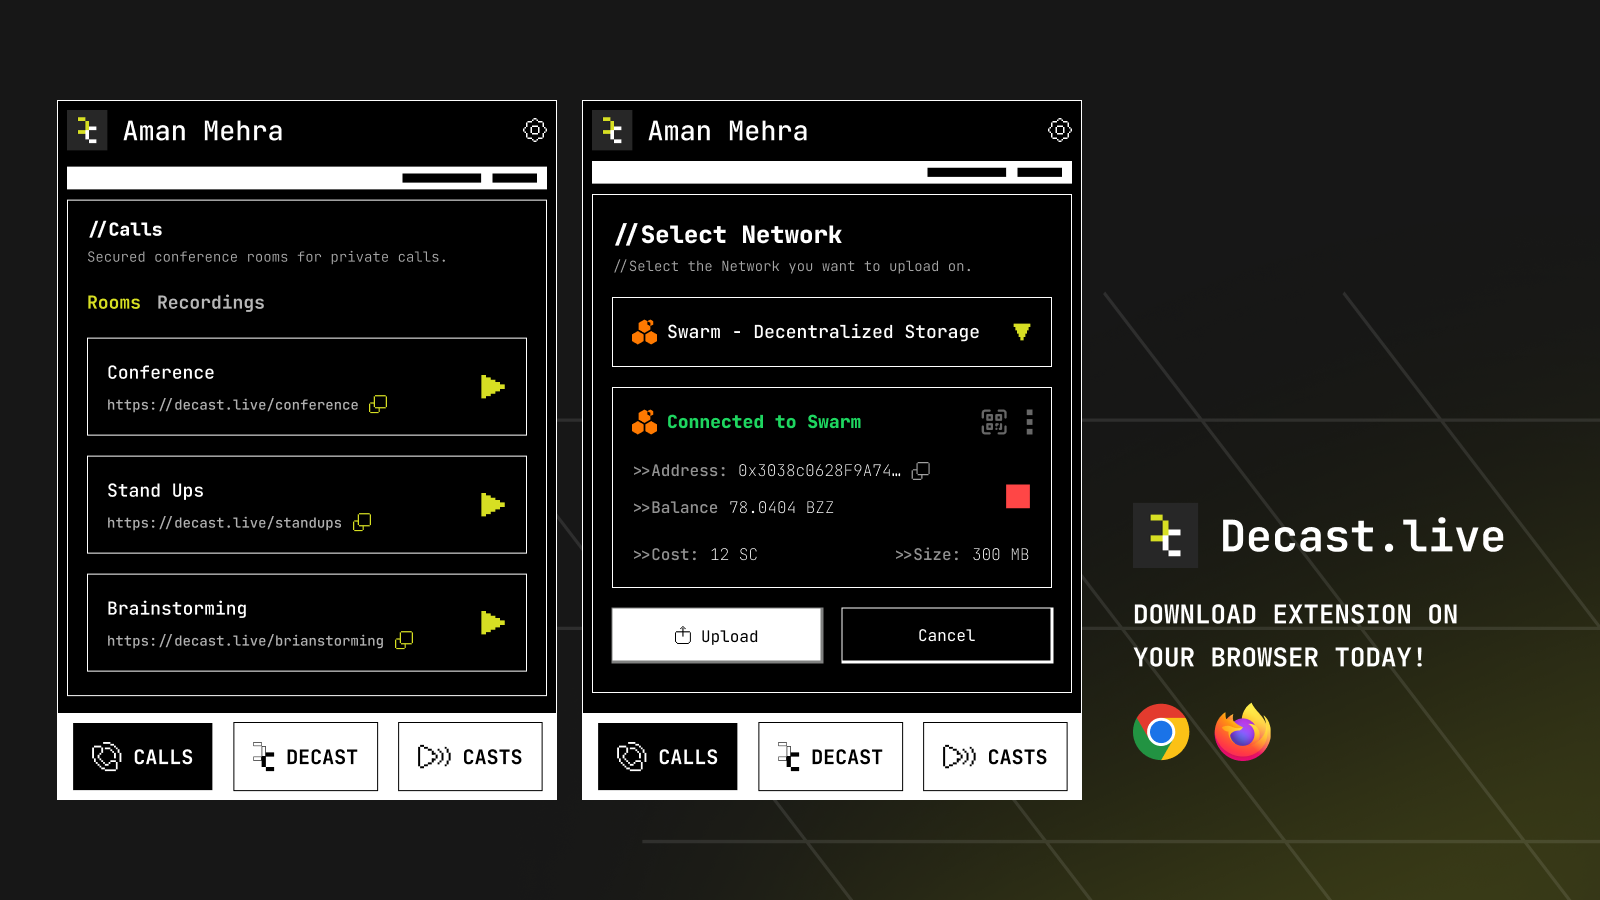 Aman Mehra
//Calls
Secured conference rooms for private calls.
Rooms Recordings
Conference
https://decast.live/conference
Stand Ups
https://decast.live/standups
Brainstorming
https://decast.live/brianstorming
CALLS DECAST CASTS
Aman Mehra
//Select Network
//Select the Network you want to upload on.
Swarm - Decentralized Storage
Connected to Swarm
>>Address: 0x3038c0628F9A74…
>>Balance 78.0404 BZZ
>>Cost: 12 SC >>Size: 300 MB
Upload Cancel
CALLS DECAST CASTS
Decast.live
DOWNLOAD EXTENSION ON
YOUR BROWSER TODAY!